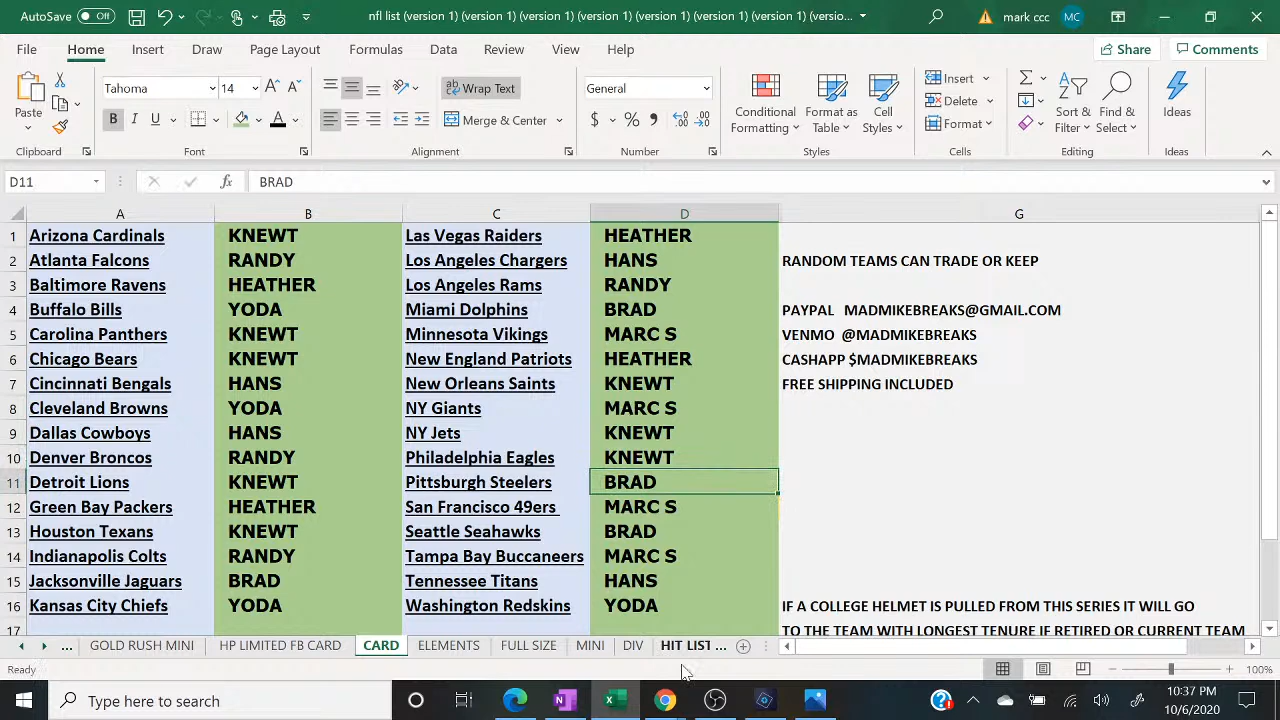 AutoSave Off nfl list (version 1) (version 1) (version 1) (version 1) (version 1) (version 1) (versio... mark ccc MC
File Home Insert Draw Page Layout Formulas Data Review View Help Share Comments
Paste Tahoma 14 ab Wrap Text General Conditional Formatting Format as Table Cell Styles Insert Sort & Filter Find & Select Ideas
B I U A Merge & Center $ % Delete
Format
Clipboard Font Alignment Number Styles Cells Editing Ideas
D11 fx BRAD
A B C D G
1 Arizona Cardinals KNEWT Las Vegas Raiders HEATHER
2 Atlanta Falcons RANDY Los Angeles Chargers HANS RANDOM TEAMS CAN TRADE OR KEEP
3 Baltimore Ravens HEATHER Los Angeles Rams RANDY
4 Buffalo Bills YODA Miami Dolphins BRAD PAYPAL MADMIKEBREAKS@GMAIL.COM
5 Carolina Panthers KNEWT Minnesota Vikings MARC S VENMO @MADMIKEBREAKS
6 Chicago Bears KNEWT New England Patriots HEATHER CASHAPP $MADMIKEBREAKS
7 Cincinnati Bengals HANS New Orleans Saints KNEWT FREE SHIPPING INCLUDED
8 Cleveland Browns YODA NY Giants MARC S
9 Dallas Cowboys HANS NY Jets KNEWT
10 Denver Broncos RANDY Philadelphia Eagles KNEWT
11 Detroit Lions KNEWT Pittsburgh Steelers BRAD
12 Green Bay Packers HEATHER San Francisco 49ers MARC S
13 Houston Texans KNEWT Seattle Seahawks BRAD
14 Indianapolis Colts RANDY Tampa Bay Buccaneers MARC S
15 Jacksonville Jaguars BRAD Tennessee Titans HANS
16 Kansas City Chiefs YODA Washington Redskins YODA IF A COLLEGE HELMET IS PULLED FROM THIS SERIES IT WILL GO
17 TO THE TEAM WITH LONGEST TENURE IF RETIRED OR CURRENT TEAM
... GOLD RUSH MINI HP LIMITED FB CARD CARD ELEMENTS FULL SIZE MINI DIV HIT LIST ...
Ready 100%
Type here to search 10:37 PM
10/6/2020